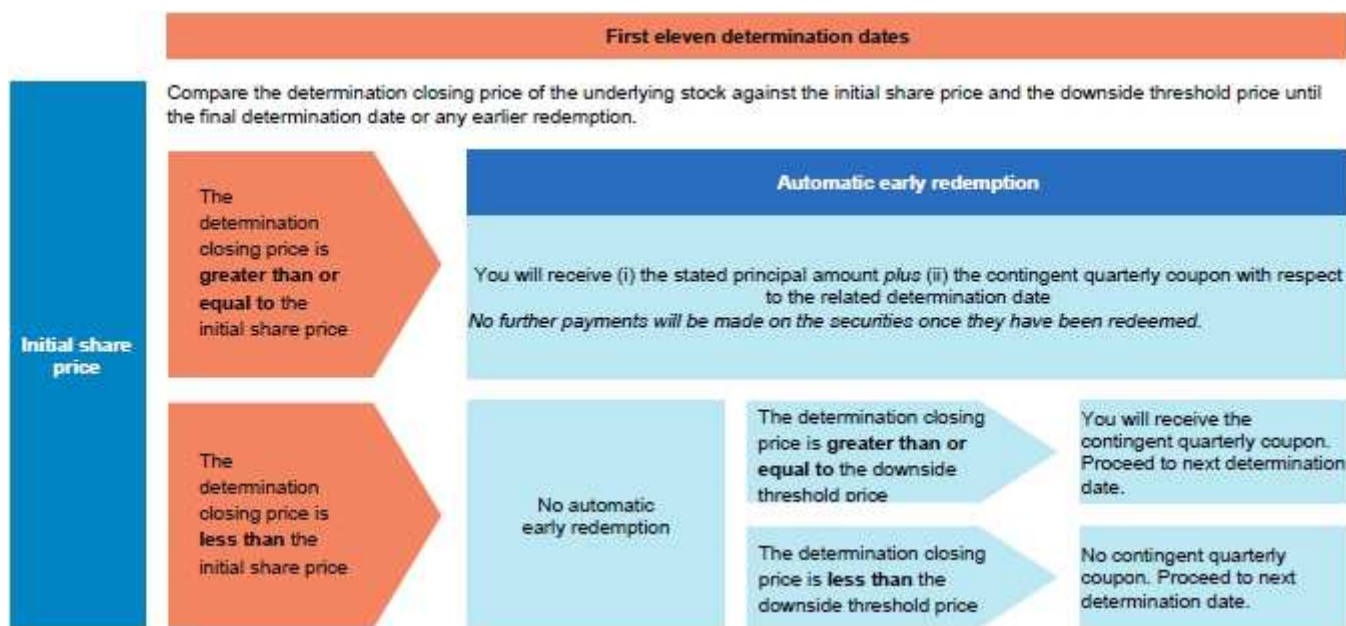 First eleven determination dates
Compare the determination closing price of the underlying stock against the initial share price and the downside threshold price until
the final determination date or any earlier redemption.
Initial share
price
The
determination
closing price is
greater than or
equal to the
initial share price
Automatic early redemption
You will receive (i) the stated principal amount plus (ii) the contingent quarterly coupon with respect
to the related determination date
No further payments will be made on the securities once they have been redeemed.
The
determination
closing price is
less than the
initial share price
No automatic
early redemption
The determination closing
price is greater than or
equal to the downside
threshold price
You will receive the
contingent quarterly coupon.
Proceed to next determination
date.
The determination closing
price is less than the
downside threshold price
No contingent quarterly
coupon. Proceed to next
determination date.